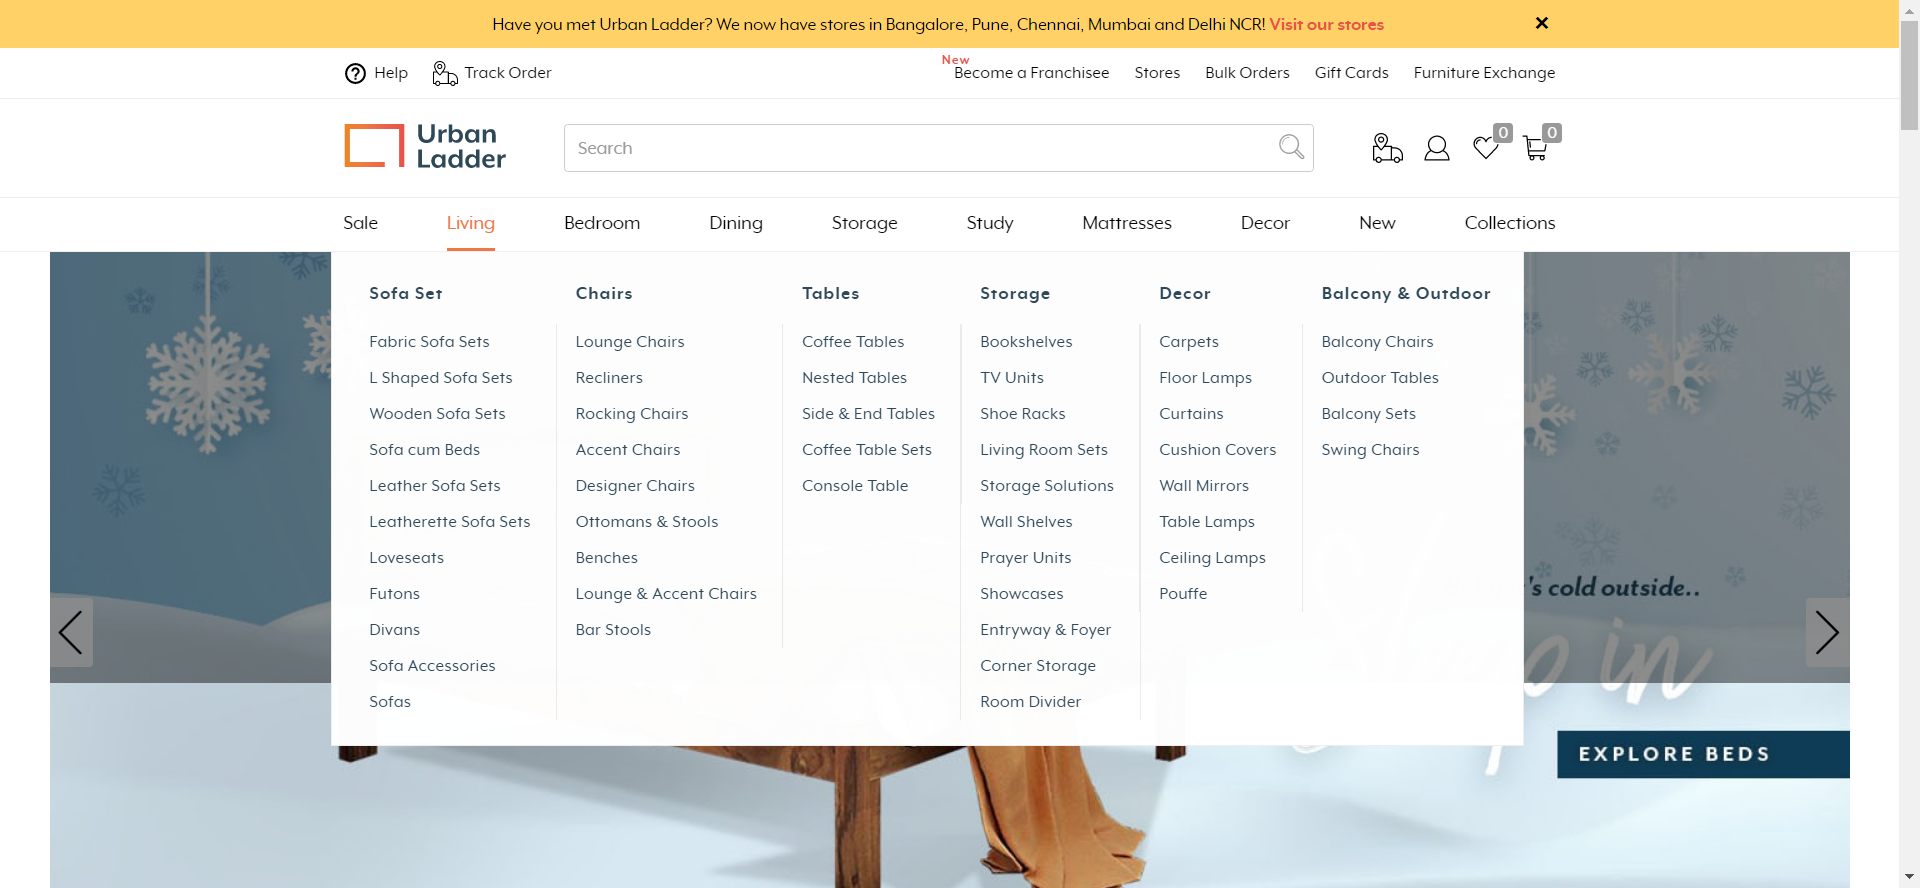 Have you met Urban Ladder? We now have stores in Bangalore, Pune, Chennai, Mumbai and Delhi NCR! Visit our stores
Help
Track Order
New
Become a Franchisee
Stores
Bulk Orders
Gift Cards
Furniture Exchange
Urban
Ladder
Search
0
0
Sale
Living
Bedroom
Dining
Storage
Study
Mattresses
Decor
New
Collections
Sofa Set
Fabric Sofa Sets
L Shaped Sofa Sets
Wooden Sofa Sets
Sofa cum Beds
Leather Sofa Sets
Leatherette Sofa Sets
Loveseats
Futons
Divans
Sofa Accessories
Sofas
Chairs
Lounge Chairs
Recliners
Rocking Chairs
Accent Chairs
Designer Chairs
Ottomans & Stools
Benches
Lounge & Accent Chairs
Bar Stools
Tables
Coffee Tables
Nested Tables
Side & End Tables
Coffee Table Sets
Console Table
Storage
Bookshelves
TV Units
Shoe Racks
Living Room Sets
Storage Solutions
Wall Shelves
Prayer Units
Showcases
Entryway & Foyer
Corner Storage
Room Divider
Decor
Carpets
Floor Lamps
Curtains
Cushion Covers
Wall Mirrors
Table Lamps
Ceiling Lamps
Pouffe
Balcony & Outdoor
Balcony Chairs
Outdoor Tables
Balcony Sets
Swing Chairs
's cold outside..
in
EXPLORE BEDS